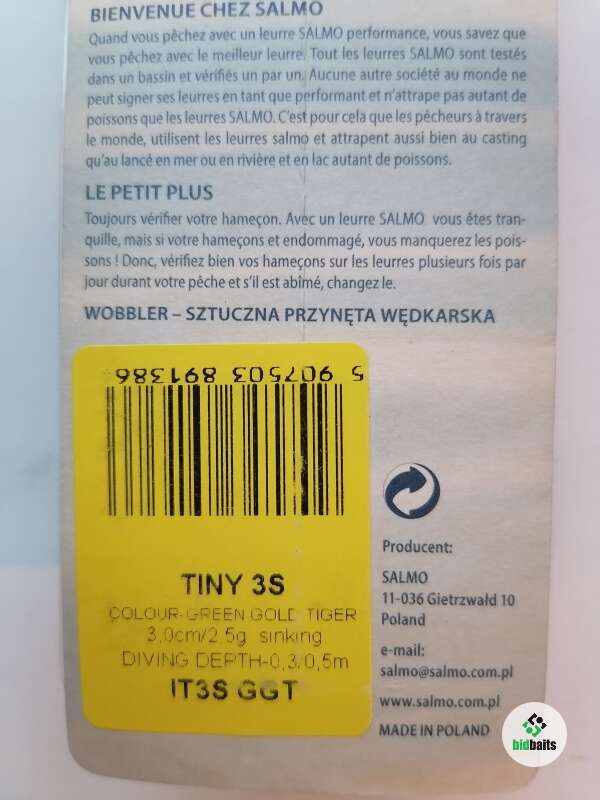 BIENVENUE CHEZ SALMO
Quand vous pêchez avec un leurre SALMO performance, vous savez que
vous pêchez avec le meilleur leurre. Tout les leurres SALMO sont testés
dans un bassin et vérifiés un par un. Aucune autre société au monde ne
peut signer ses leurres en tant que performant et n'attrape pas autant de
poissons que les leurres SALMO. C'est pour cela que les pêcheurs à travers
le monde, utilisent les leurres salmo et attrapent aussi bien au casting
qu'au lancé en mer ou en rivière et en lac autant de poissons.
LE PETIT PLUS
Toujours vérifier votre hameçon. Avec un leurre SALMO vous êtes tran-
quille, mais si votre hameçons et endommagé, vous manquerez les pois-
sons ! Donc, vérifiez bien vos hameçons sur les leurres plusieurs fois par
jour durant votre pêche et s'il est abîmé, changez le.
WOBBLER – SZTUCZNA PRZYNĘTA WĘDKARSKA
5 907503 891386
TINY 3S
COLOUR-GREEN GOLD TIGER
3,0cm/2,5g sinking
DIVING DEPTH-0,3/0,5m
IT3S GGT
Producent:
SALMO
11-036 Gietrzwałd 10
Poland
e-mail:
salmo@salmo.com.pl
www.salmo.com.pl
MADE IN POLAND
bidbaits